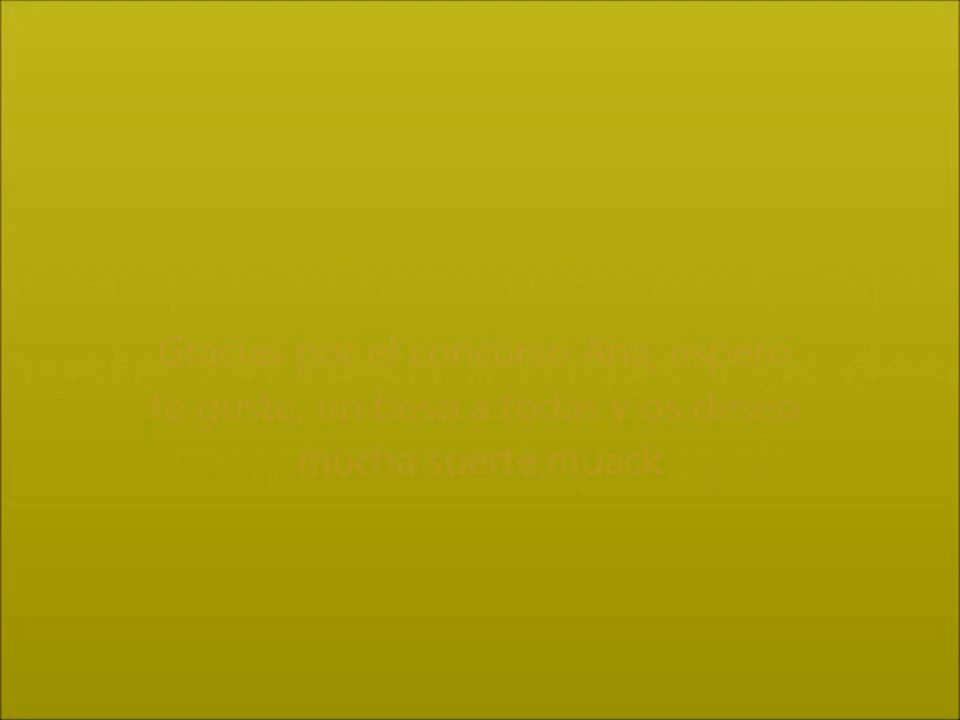 Gracias por el concurso Ana, espero
te guste, un beso a todas y os deseo
mucha suerte,muack